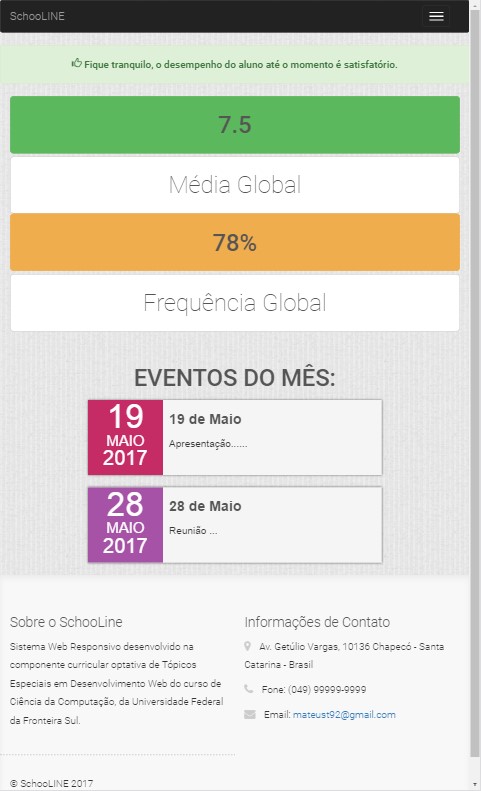 SchooLINE
Fique tranquilo, o desempenho do aluno até o momento é satisfatório.
7.5
Média Global
78%
Frequência Global
EVENTOS DO MÊS:
19
MAIO
2017
19 de Maio
Apresentação......
28
MAIO
2017
28 de Maio
Reunião ...
Sobre o SchooLine
Sistema Web Responsivo desenvolvido na
componente curricular optativa de Tópicos
Especiais em Desenvolvimento Web do curso de
Ciência da Computação, da Universidade Federal
da Fronteira Sul.
Informações de Contato
Av. Getúlio Vargas, 10136 Chapecó - Santa
Catarina - Brasil
Fone: (049) 99999-9999
Email: mateust92@gmail.com
© SchooLINE 2017